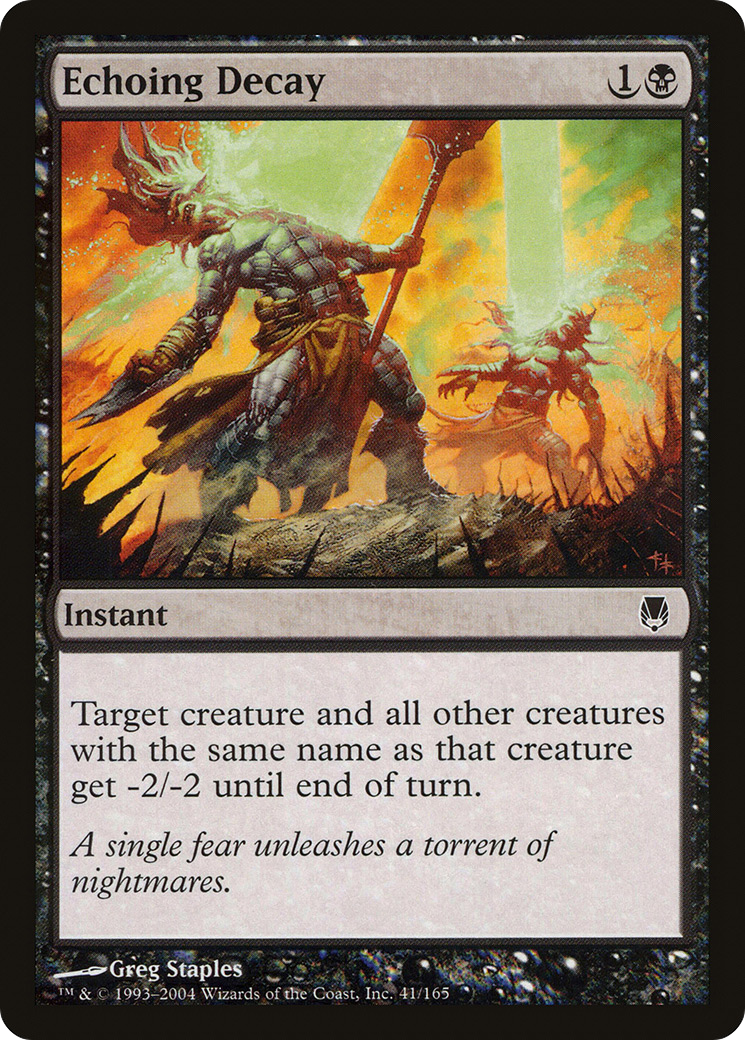 Echoing Decay 1
Instant
Target creature and all other creatures
with the same name as that creature
get -2/-2 until end of turn.
A single fear unleashes a torrent of
nightmares.
Greg Staples
™ & © 1993–2004 Wizards of the Coast, Inc. 41/165